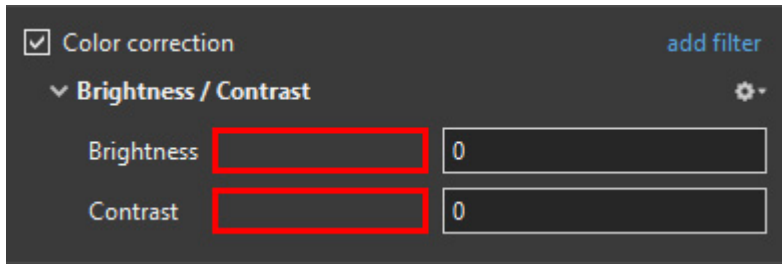 Color correction add filter
Brightness / Contrast
Brightness 0
Contrast 0